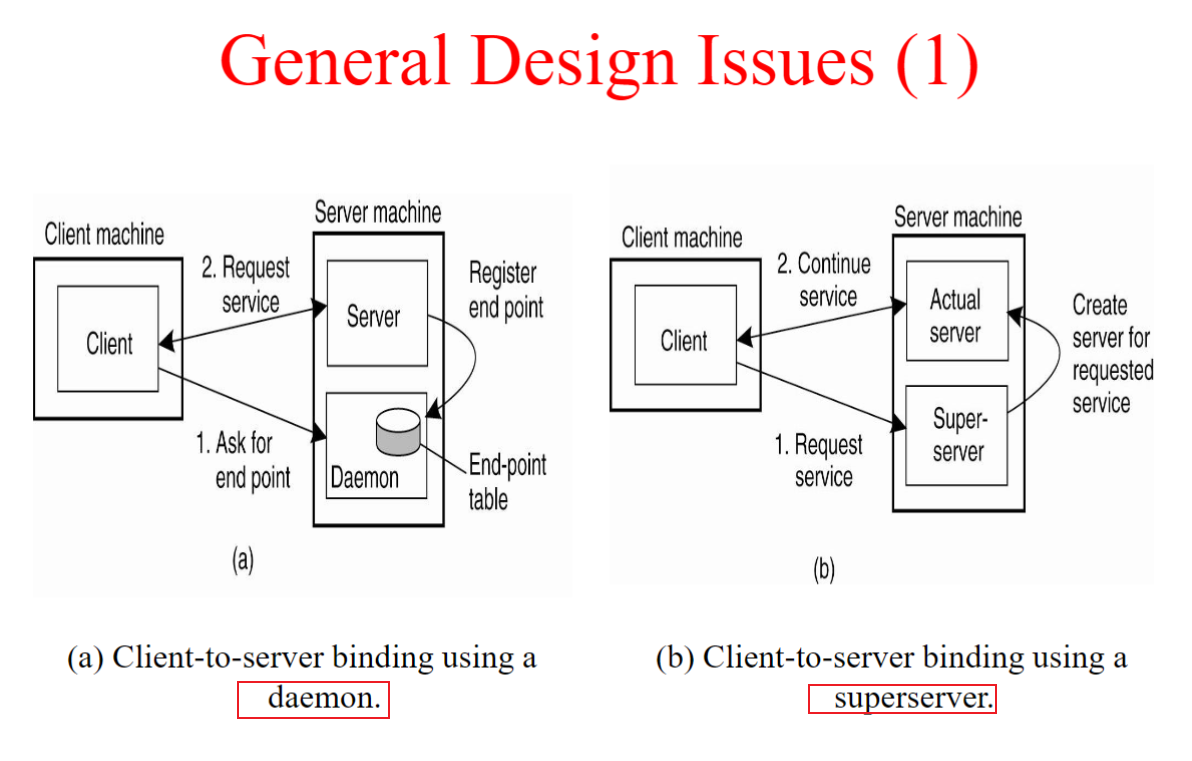 General Design Issues (1)
Client machine
Client
Server machine
Server
2. Request
service
Register
end point
1. Ask for
end point
Daemon
End-point
table
(a)
Client machine
Client
Server machine
2. Continue
service
Actual
server
Create
server for
requested
service
Super-
server
1. Request
service
(b)
(a) Client-to-server binding using a
daemon.
(b) Client-to-server binding using a
superserver.